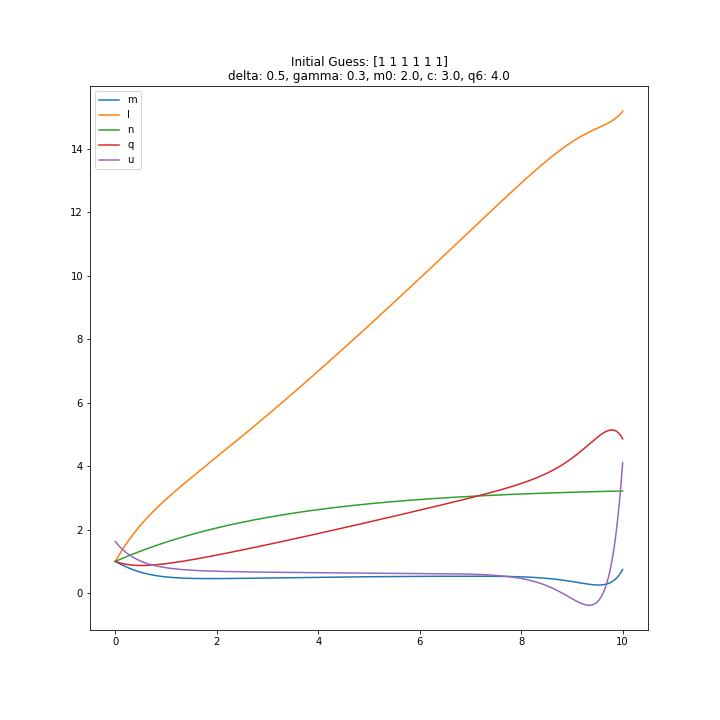 Initial Guess: [1 1 1 1 1 1]
delta: 0.5, gamma: 0.3, m0: 2.0, c: 3.0, q6: 4.0
m
l
n
q
u
14
12
10
8
6
4
2
0
0 2 4 6 8 10